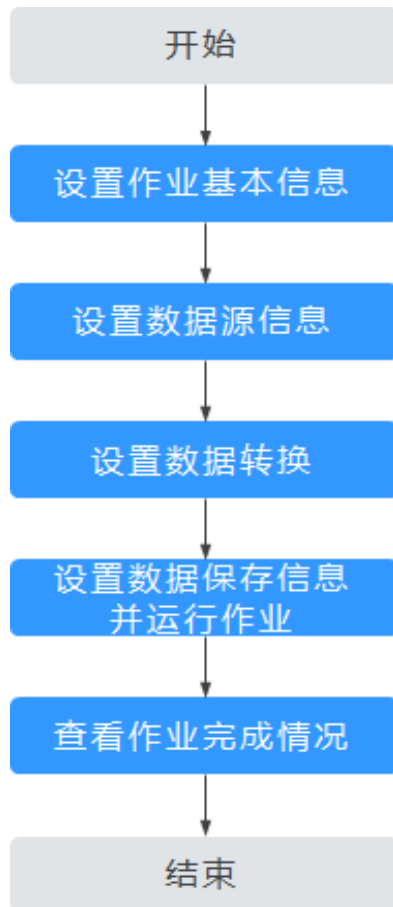 开始
设置作业基本信息
设置数据源信息
设置数据转换
设置数据保存信息
并运行作业
查看作业完成情况
结束